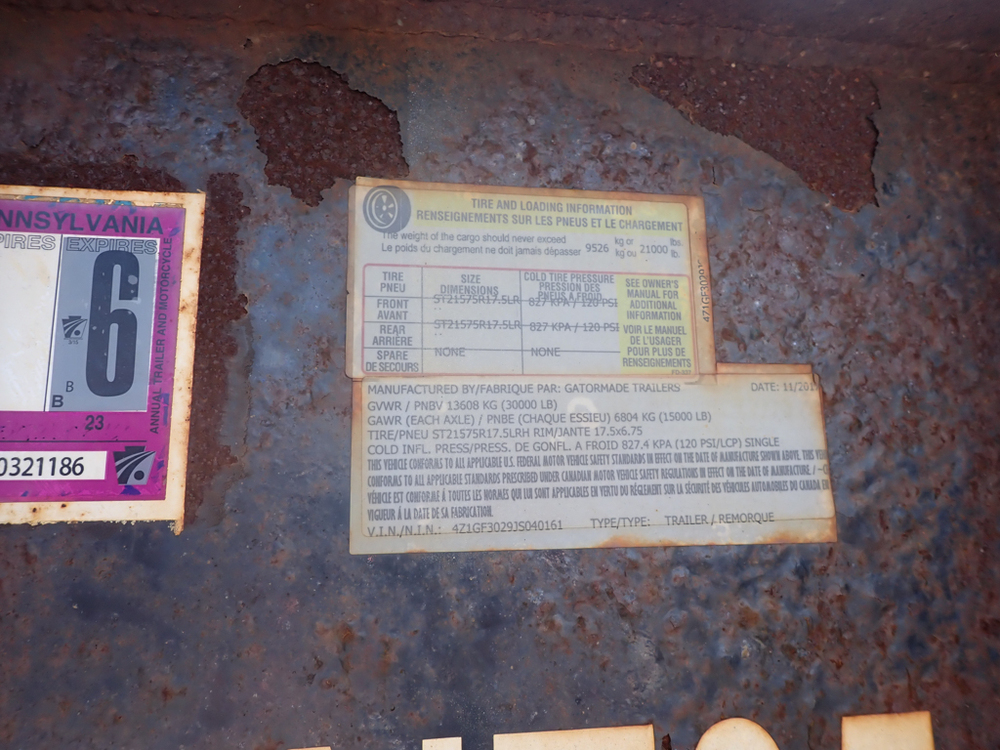 NNSYLVANIA
PIRES EXPIRES
6
B
B
23
ANNUAL TRAILER AND MOTORCYCLE
0321186
TIRE AND LOADING INFORMATION
RENSEIGNEMENTS SUR LES PNEUS ET LE CHARGEMENT
The weight of the cargo should never exceed 9526 kg or 21000 lbs.
Le poids du chargement ne doit jamais dépasser kg ou lb.
TIRE SIZE COLD TIRE PRESSURE
PNEU DIMENSIONS PRESSION DES PNEUS A FROID
FRONT ST21575R17.5LR 827 KPA / 120 PSI
AVANT
REAR ST21575R17.5LR 827 KPA / 120 PSI
ARRIÈRE
SPARE NONE NONE
DE SECOURS
SEE OWNER'S
MANUAL FOR
ADDITIONAL
INFORMATION
VOIR LE MANUEL
DE L'USAGER
POUR PLUS DE
RENSEIGNEMENTS
MANUFACTURED BY/FABRIQUE PAR: GATORMADE TRAILERS DATE: 11/201
GVWR / PNBV 13608 KG (30000 LB)
GAWR (EACH AXLE) / PNBE (CHAQUE ESSIEU) 6804 KG (15000 LB)
TIRE/PNEU ST21575R17.5LRH RIM/JANTE 17.5x6.75
COLD INFL. PRESS/PRESS. DE GONFL. A FROID 827.4 KPA (120 PSI/LCP) SINGLE
THIS VEHICLE CONFORMS TO ALL APPLICABLE U.S. FEDERAL MOTOR VEHICLE SAFETY STANDARDS IN EFFECT ON THE DATE OF MANUFACTURE SHOWN ABOVE. THIS
CONFORMS TO ALL APPLICABLE STANDARDS PRESCRIBED UNDER CANADIAN MOTOR VEHICLE SAFETY REGULATIONS IN EFFECT ON THE DATE OF MANUFACTURE /
VÉHICLE EST CONFORMÉ À TOUTES LES NORMES QUI LUI SONT APPLICABLES EN VERTU DU RÉGEMENT SUR LA SÉCURITÉ DES VÉHICULES AUTOMOBILES DU CANADA EN
VIGUEUR À LA DATE DE SA FABRICATION.
V.I.N./N.I.N.: 4Z1GF3029JS040161 TYPE/TYPE: TRAILER / REMORQUE